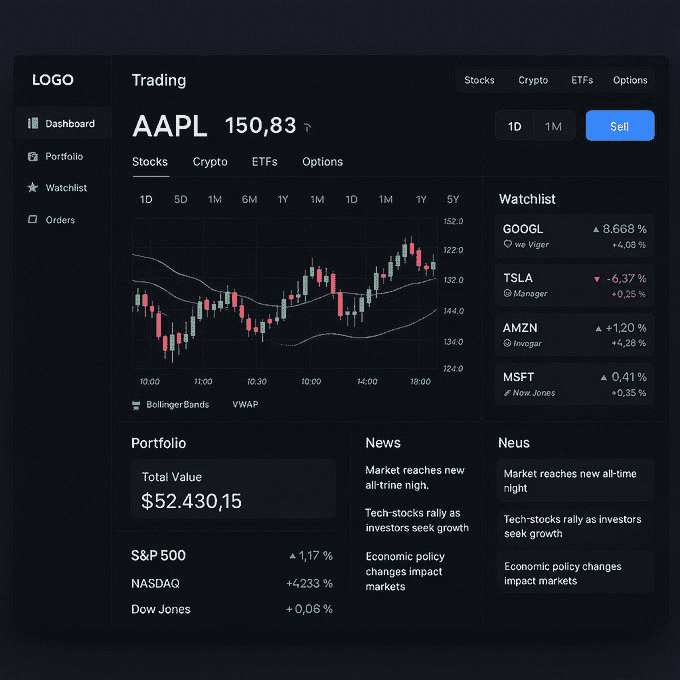 LOGO
Trading
Stocks Crypto ETFs Options
Dashboard
Portfolio
Watchlist
Orders
AAPL 150,83
1D 1M
Setl
Stocks Crypto ETFs Options
1D 5D 1M 6M 1Y 1M 1D 1M 1Y 5Y
152.0
122.0
132.0
144.0
134:0
124:0
10:00 11:00 10:30 10:00 14:00 18:00
Bollinger Bands VWAP
Watchlist
GOOGL 8.668 %
we Viger +4,08 %
TSLA -6,37 %
Manager +0,25 %
AMZN +1,20 %
Invogar +4,28 %
MSFT 0,41 %
Now.Jones +0,35 %
Portfolio
Total Value
$52.430,15
S&P 500 1,17 %
NASDAQ +4233 %
Dow Jones +0,06 %
News
Market reaches new
all-trine nigh.
Tech-stocks rally as
investors seek growth
Economic policy
changes impact
markets
Neus
Market reaches new all-time
night
Tech-stocks rally as investors
seek growth
Economic policy changes
impact markets